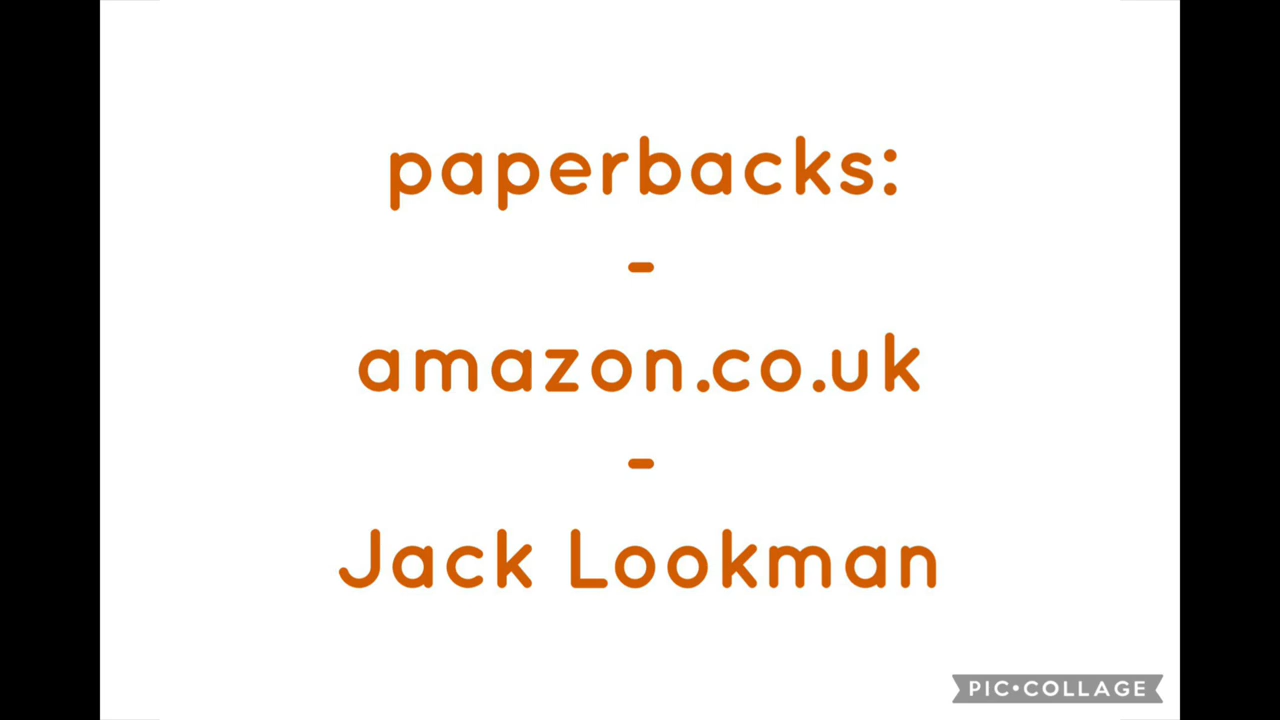 paperbacks:
-
amazon.co.uk
-
Jack Lookman
PIC•COLLAGE